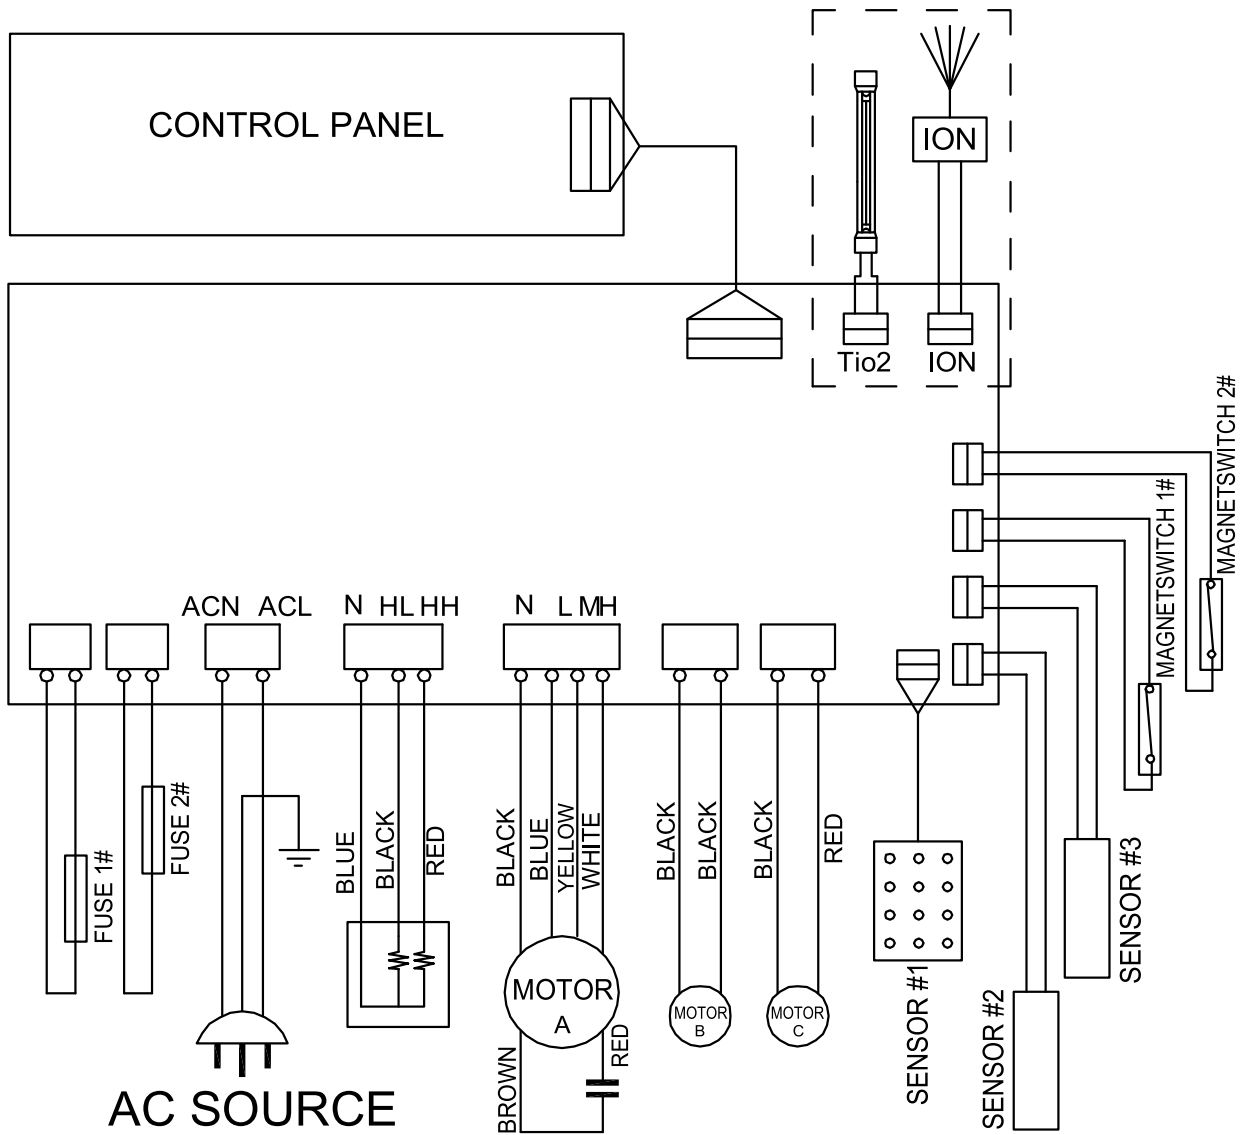 CONTROL PANEL
ION
Tio2
ION
MAGNETSWITCH 2#
MAGNETSWITCH 1#
ACN
ACL
N
HL
HH
N
L
M
H
FUSE 1#
FUSE 2#
BLUE
BLACK
RED
BLACK
BLUE
YELLOW
WHITE
BLACK
BLACK
BLACK
RED
MOTOR
A
MOTOR
B
MOTOR
C
BROWN
RED
SENSOR #1
SENSOR #2
SENSOR #3
AC SOURCE